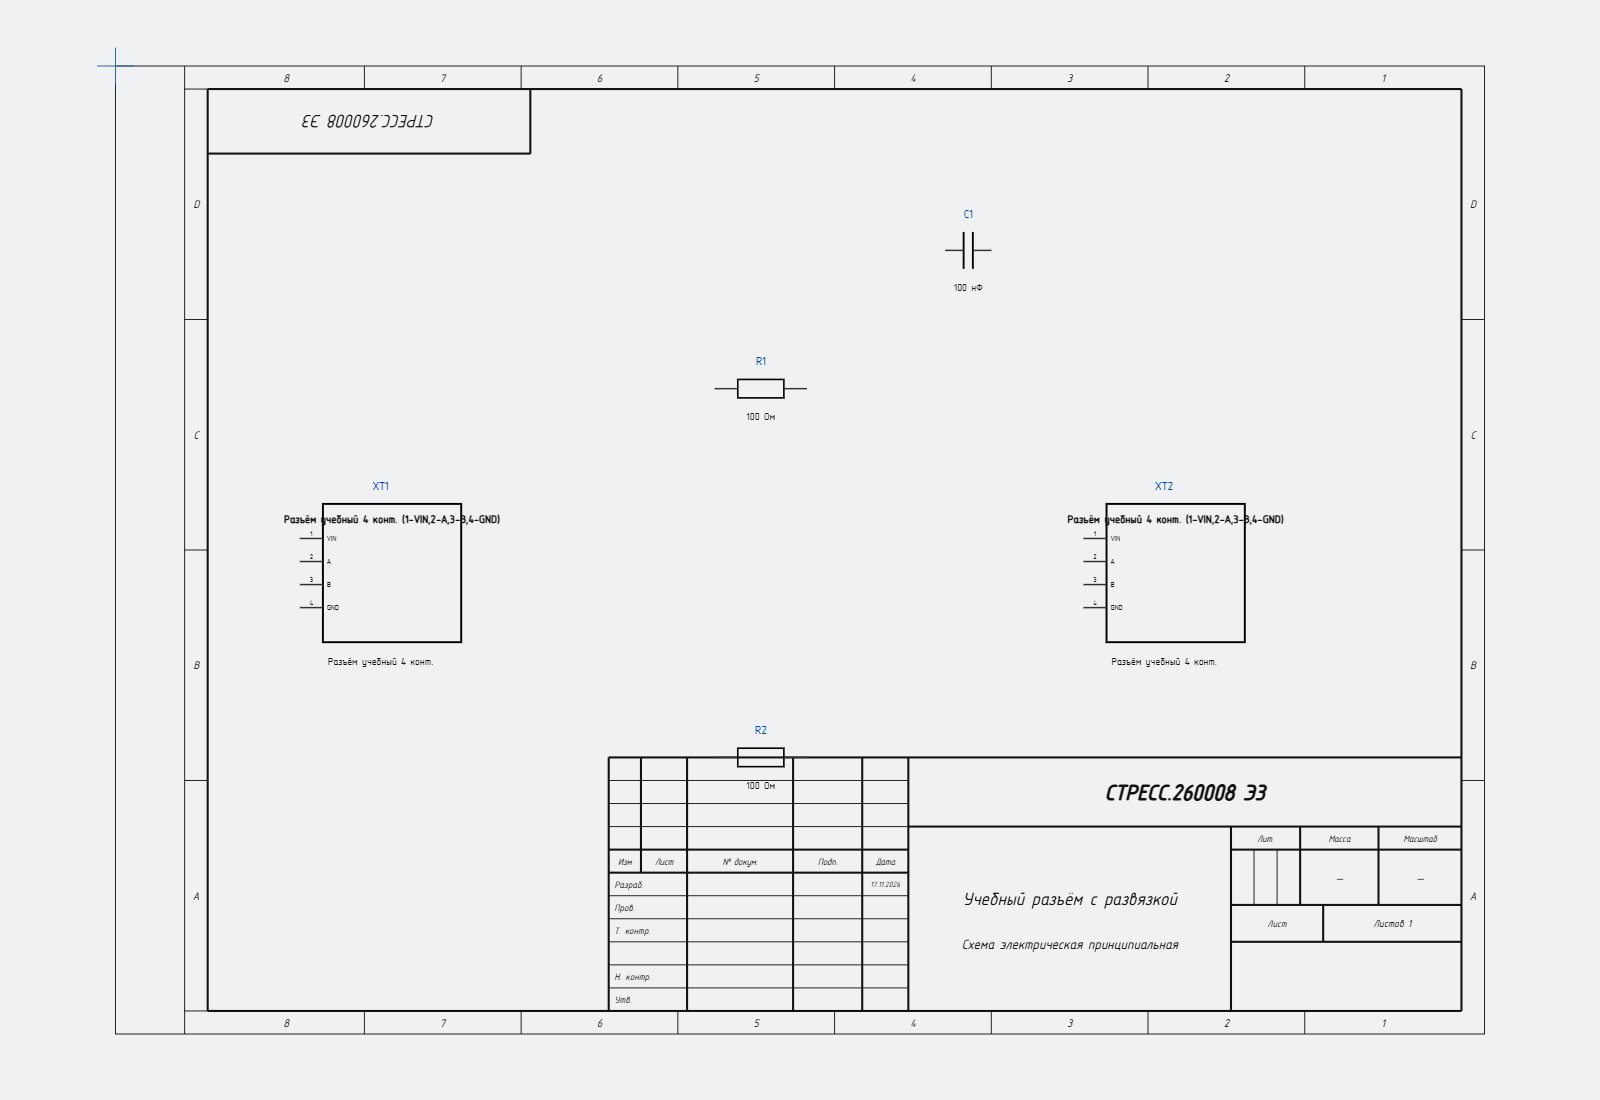 8 7 6 5 4 3 2 1
СТРЕСС.260008 ЭЗ
D D
C1
100 нФ
R1
100 Ом
C C
XT1 XT2
Разъём учебный 4 конт. (1-VIN,2-A,3-B,4-GND) Разъём учебный 4 конт. (1-VIN,2-A,3-B,4-GND)
1 VIN 1 VIN
2 A 2 A
3 B 3 B
4 GND 4 GND
Разъём учебный 4 конт. Разъём учебный 4 конт.
B B
R2
100 Ом
СТРЕСС.260008 ЭЗ
Лит. Масса Масштаб
Изм Лист № докум. Подп. Дата
Разраб. 17.11.2026 — —
A A
Учебный разъём с развязкой
Пров.
Лист Листов 1
Т. контр.
Схема электрическая принципиальная
Н. контр.
Утв.
8 7 6 5 4 3 2 1